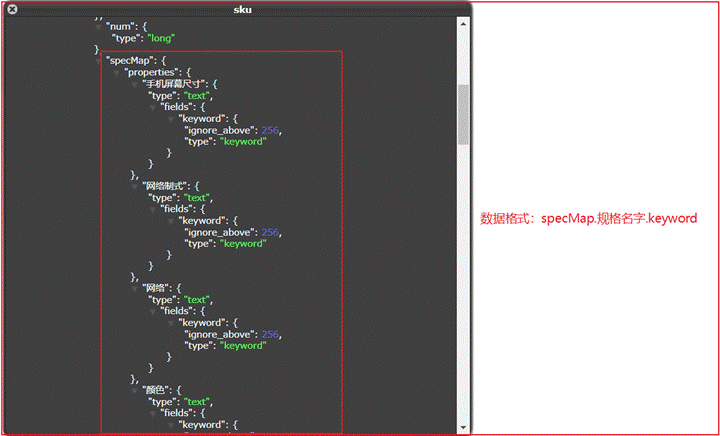 sku
},
"num": {
"type": "long"
},
"specMap": {
"properties": {
"手机屏幕尺寸": {
"type": "text",
"fields": {
"keyword": {
"ignore_above": 256,
"type": "keyword"
}
}
},
"网络制式": {
"type": "text",
"fields": {
"keyword": {
"ignore_above": 256,
"type": "keyword"
}
}
},
"网络": {
"type": "text",
"fields": {
"keyword": {
"ignore_above": 256,
"type": "keyword"
}
}
},
"颜色": {
"type": "text",
"fields": {
"keyword": {
数据格式：specMap.规格名字.keyword